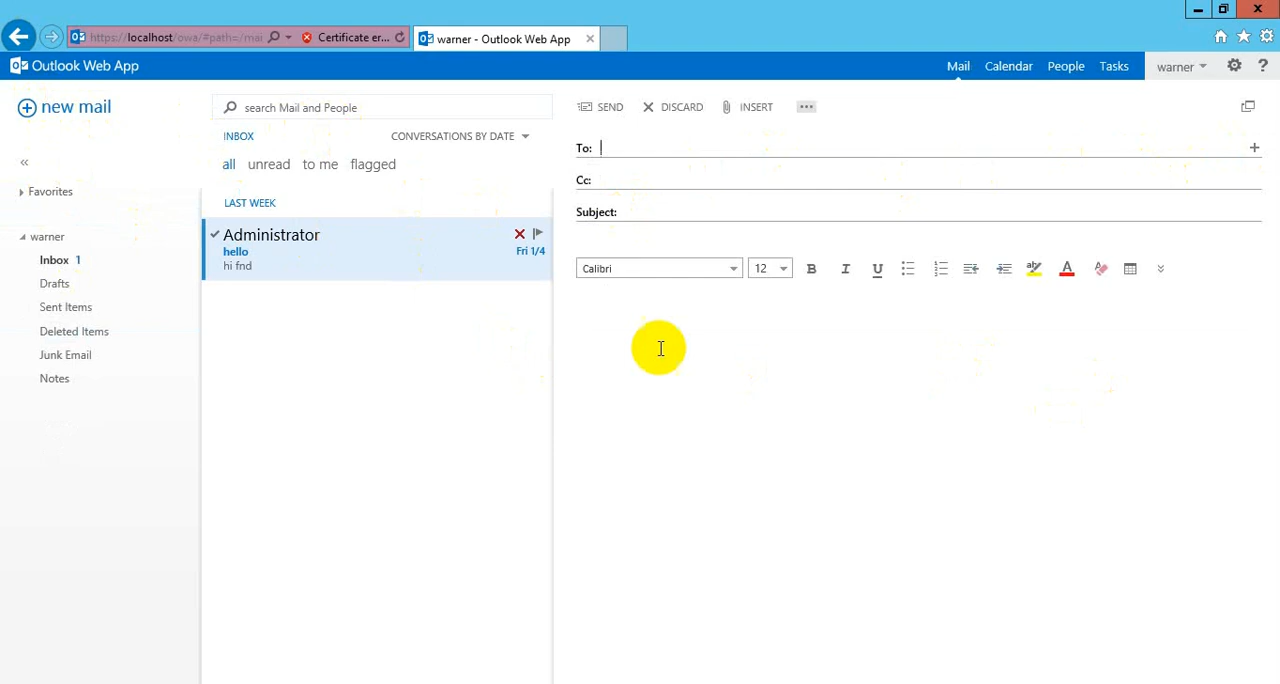 https://localhost/owa/#path=/mai
Certificate er...
warner - Outlook Web App
Outlook Web App
Mail
Calendar
People
Tasks
warner
?
new mail
search Mail and People
SEND
DISCARD
INSERT
INBOX
CONVERSATIONS BY DATE
To:
all
unread
to me
flagged
Cc:
Favorites
LAST WEEK
Subject:
warner
Administrator
hello
Fri 1/4
hi fnd
Inbox 1
Drafts
Sent Items
Deleted Items
Junk Email
Notes
Calibri
12
B
I
U